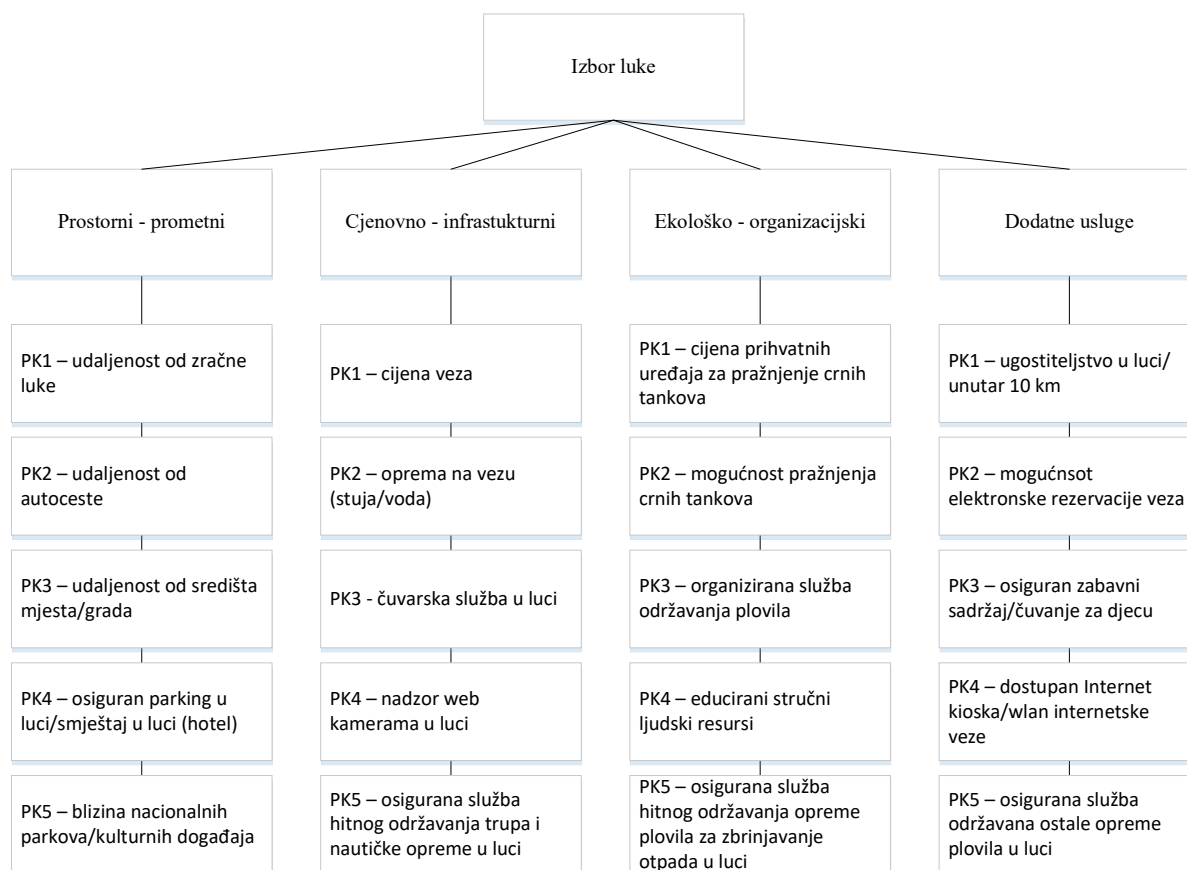 Izbor luke
Prostorni - prometni
Cjenovno - infrastukturni
Ekološko - organizacijski
Dodatne usluge
PK1 – udaljenost od zračne
luke
PK1 – cijena veza
PK1 – cijena prihvatnih
uređaja za pražnjenje crnih
tankova
PK1 – ugostiteljstvo u luci/
unutar 10 km
PK2 – udaljenost od
autoceste
PK2 – oprema na vezu
(stuja/voda)
PK2 – mogućnost pražnjenja
crnih tankova
PK2 – mogućnsot
elektronske rezervacije veza
PK3 – udaljenost od središta
mjesta/grada
PK3 - čuvarska služba u luci
PK3 – organizirana služba
održavanja plovila
PK3 – osiguran zabavni
sadržaj/čuvanje za djecu
PK4 – osiguran parking u
luci/smještaj u luci (hotel)
PK4 – nadzor web
kamerama u luci
PK4 – educirani stručni
ljudski resursi
PK4 – dostupan Internet
kioska/wlan internetske
veze
PK5 – blizina nacionalnih
parkova/kulturnih događaja
PK5 – osigurana služba
hitnog održavanja trupa i
nautičke opreme u luci
PK5 – osigurana služba
hitnog održavanja opreme
plovila za zbrinjavanje
otpada u luci
PK5 – osigurana služba
održavana ostale opreme
plovila u luci